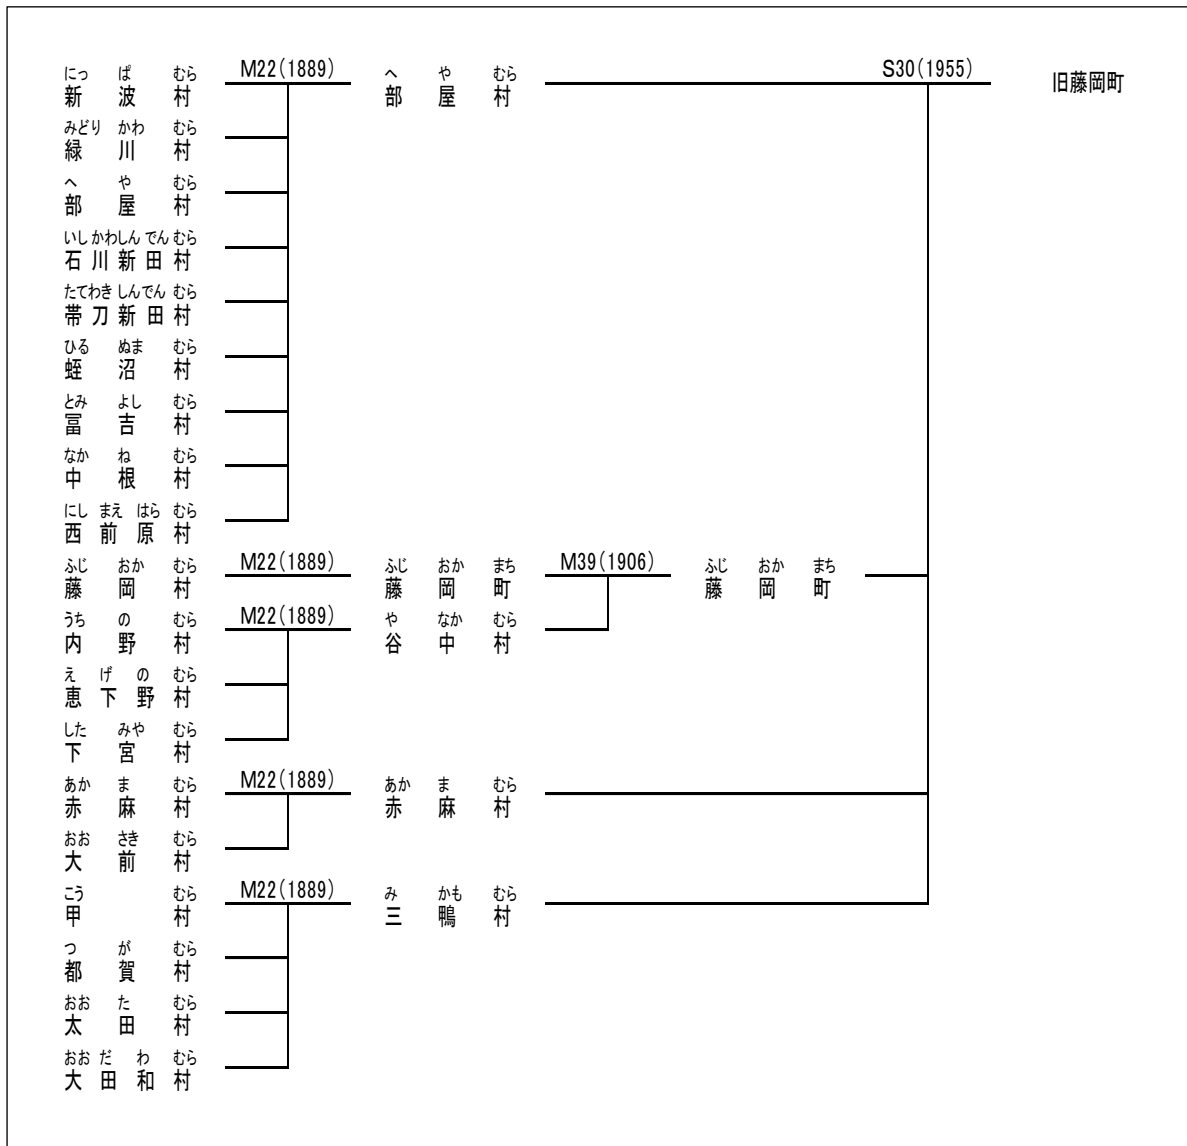 にっ ぱ むら M22(1889) へ や むら S30(1955)
新 波 村 部 屋 村 旧藤岡町
みどり かわ むら
緑 川 村
へ や むら
部 屋 村
いし かわ しん でん むら
石 川 新 田 村
たてわき しんでん むら
帯 刀 新 田 村
ひる ぬま むら
蛭 沼 村
とみ よし むら
冨 吉 村
なか ね むら
中 根 村
にし まえ はら むら
西 前 原 村
ふじ おか むら M22(1889) ふじ おか まち M39(1906) ふじ おか まち
藤 岡 村 藤 岡 町 藤 岡 町
うち の むら M22(1889) や なか むら
内 野 村 谷 中 村
え げ の むら
恵 下 野 村
した みや むら
下 宮 村
あか ま むら M22(1889) あか ま むら
赤 麻 村 赤 麻 村
おお さき むら
大 前 村
こう むら M22(1889) み かも むら
甲 村 三 鴨 村
つ が むら
都 賀 村
おお た むら
太 田 村
おお だ わ むら
大 田 和 村